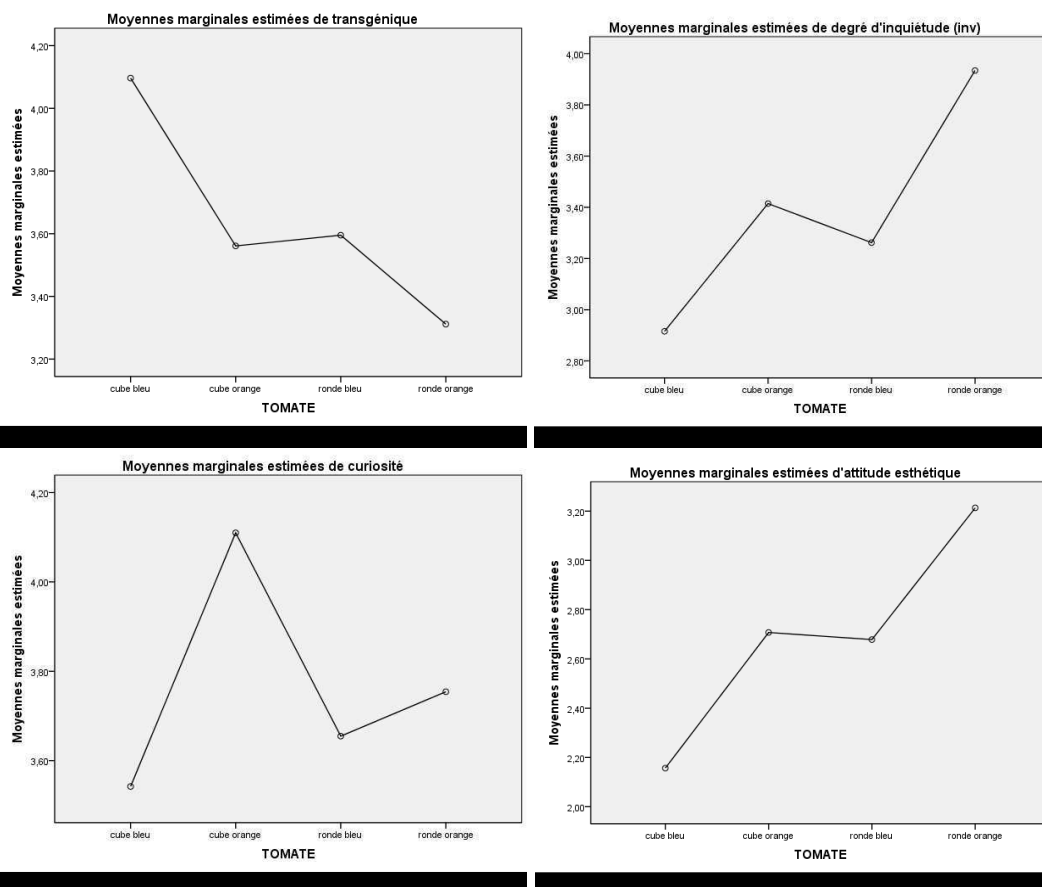 Moyennes marginales estimées de transgénique
Moyennes marginales estimées
4,20
4,00
3,80
3,60
3,40
3,20
cube bleu cube orange ronde bleu ronde orange
TOMATE
Moyennes marginales estimées de degré d'inquiétude (inv)
Moyennes marginales estimées
4,00
3,80
3,60
3,40
3,20
3,00
2,80
cube bleu cube orange ronde bleu ronde orange
TOMATE
Moyennes marginales estimées de curiosité
Moyennes marginales estimées
4,20
4,00
3,80
3,60
cube bleu cube orange ronde bleu ronde orange
TOMATE
Moyennes marginales estimées d'attitude esthétique
Moyennes marginales estimées
3,20
3,00
2,80
2,60
2,40
2,20
2,00
cube bleu cube orange ronde bleu ronde orange
TOMATE